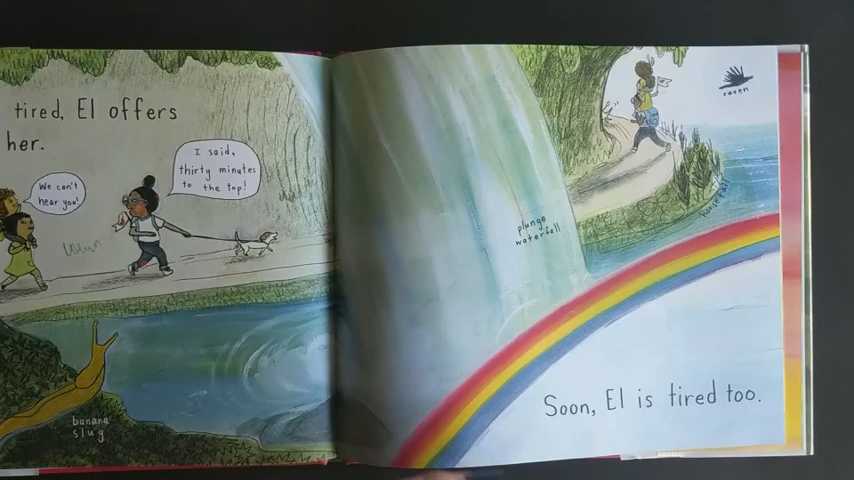 tired, El offers
her.
We can't
hear you!
I said,
thirty minutes
to the top!
banana
slug
raven
horsetail
plunge
waterfall
Soon, El is tired too.